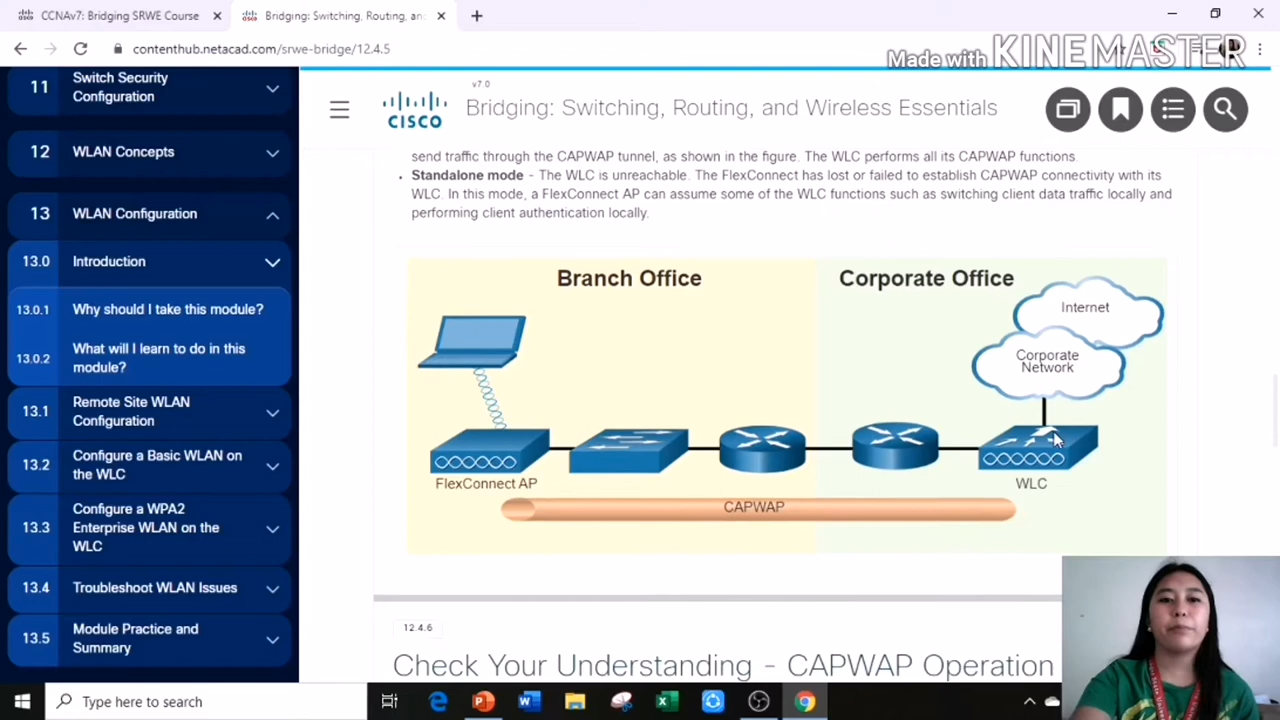 CCNAv7: Bridging SRWE Course
Bridging: Switching, Routing, an
contenthub.netacad.com/srwe-bridge/12.4.5
Made with KINEMASTER
11 Switch Security
Configuration
12 WLAN Concepts
13 WLAN Configuration
13.0 Introduction
13.0.1 Why should I take this module?
13.0.2 What will I learn to do in this
module?
13.1 Remote Site WLAN
Configuration
13.2 Configure a Basic WLAN on
the WLC
13.3 Configure a WPA2
Enterprise WLAN on the
WLC
13.4 Troubleshoot WLAN Issues
13.5 Module Practice and
Summary
v7.0
CISCO
Bridging: Switching, Routing, and Wireless Essentials
send traffic through the CAPWAP tunnel, as shown in the figure. The WLC performs all its CAPWAP functions.
• Standalone mode - The WLC is unreachable. The FlexConnect has lost or failed to establish CAPWAP connectivity with its
WLC. In this mode, a FlexConnect AP can assume some of the WLC functions such as switching client data traffic locally and
performing client authentication locally.
Branch Office
Corporate Office
Internet
Corporate
Network
FlexConnect AP
WLC
CAPWAP
12.4.6
Check Your Understanding - CAPWAP Operation
Type here to search